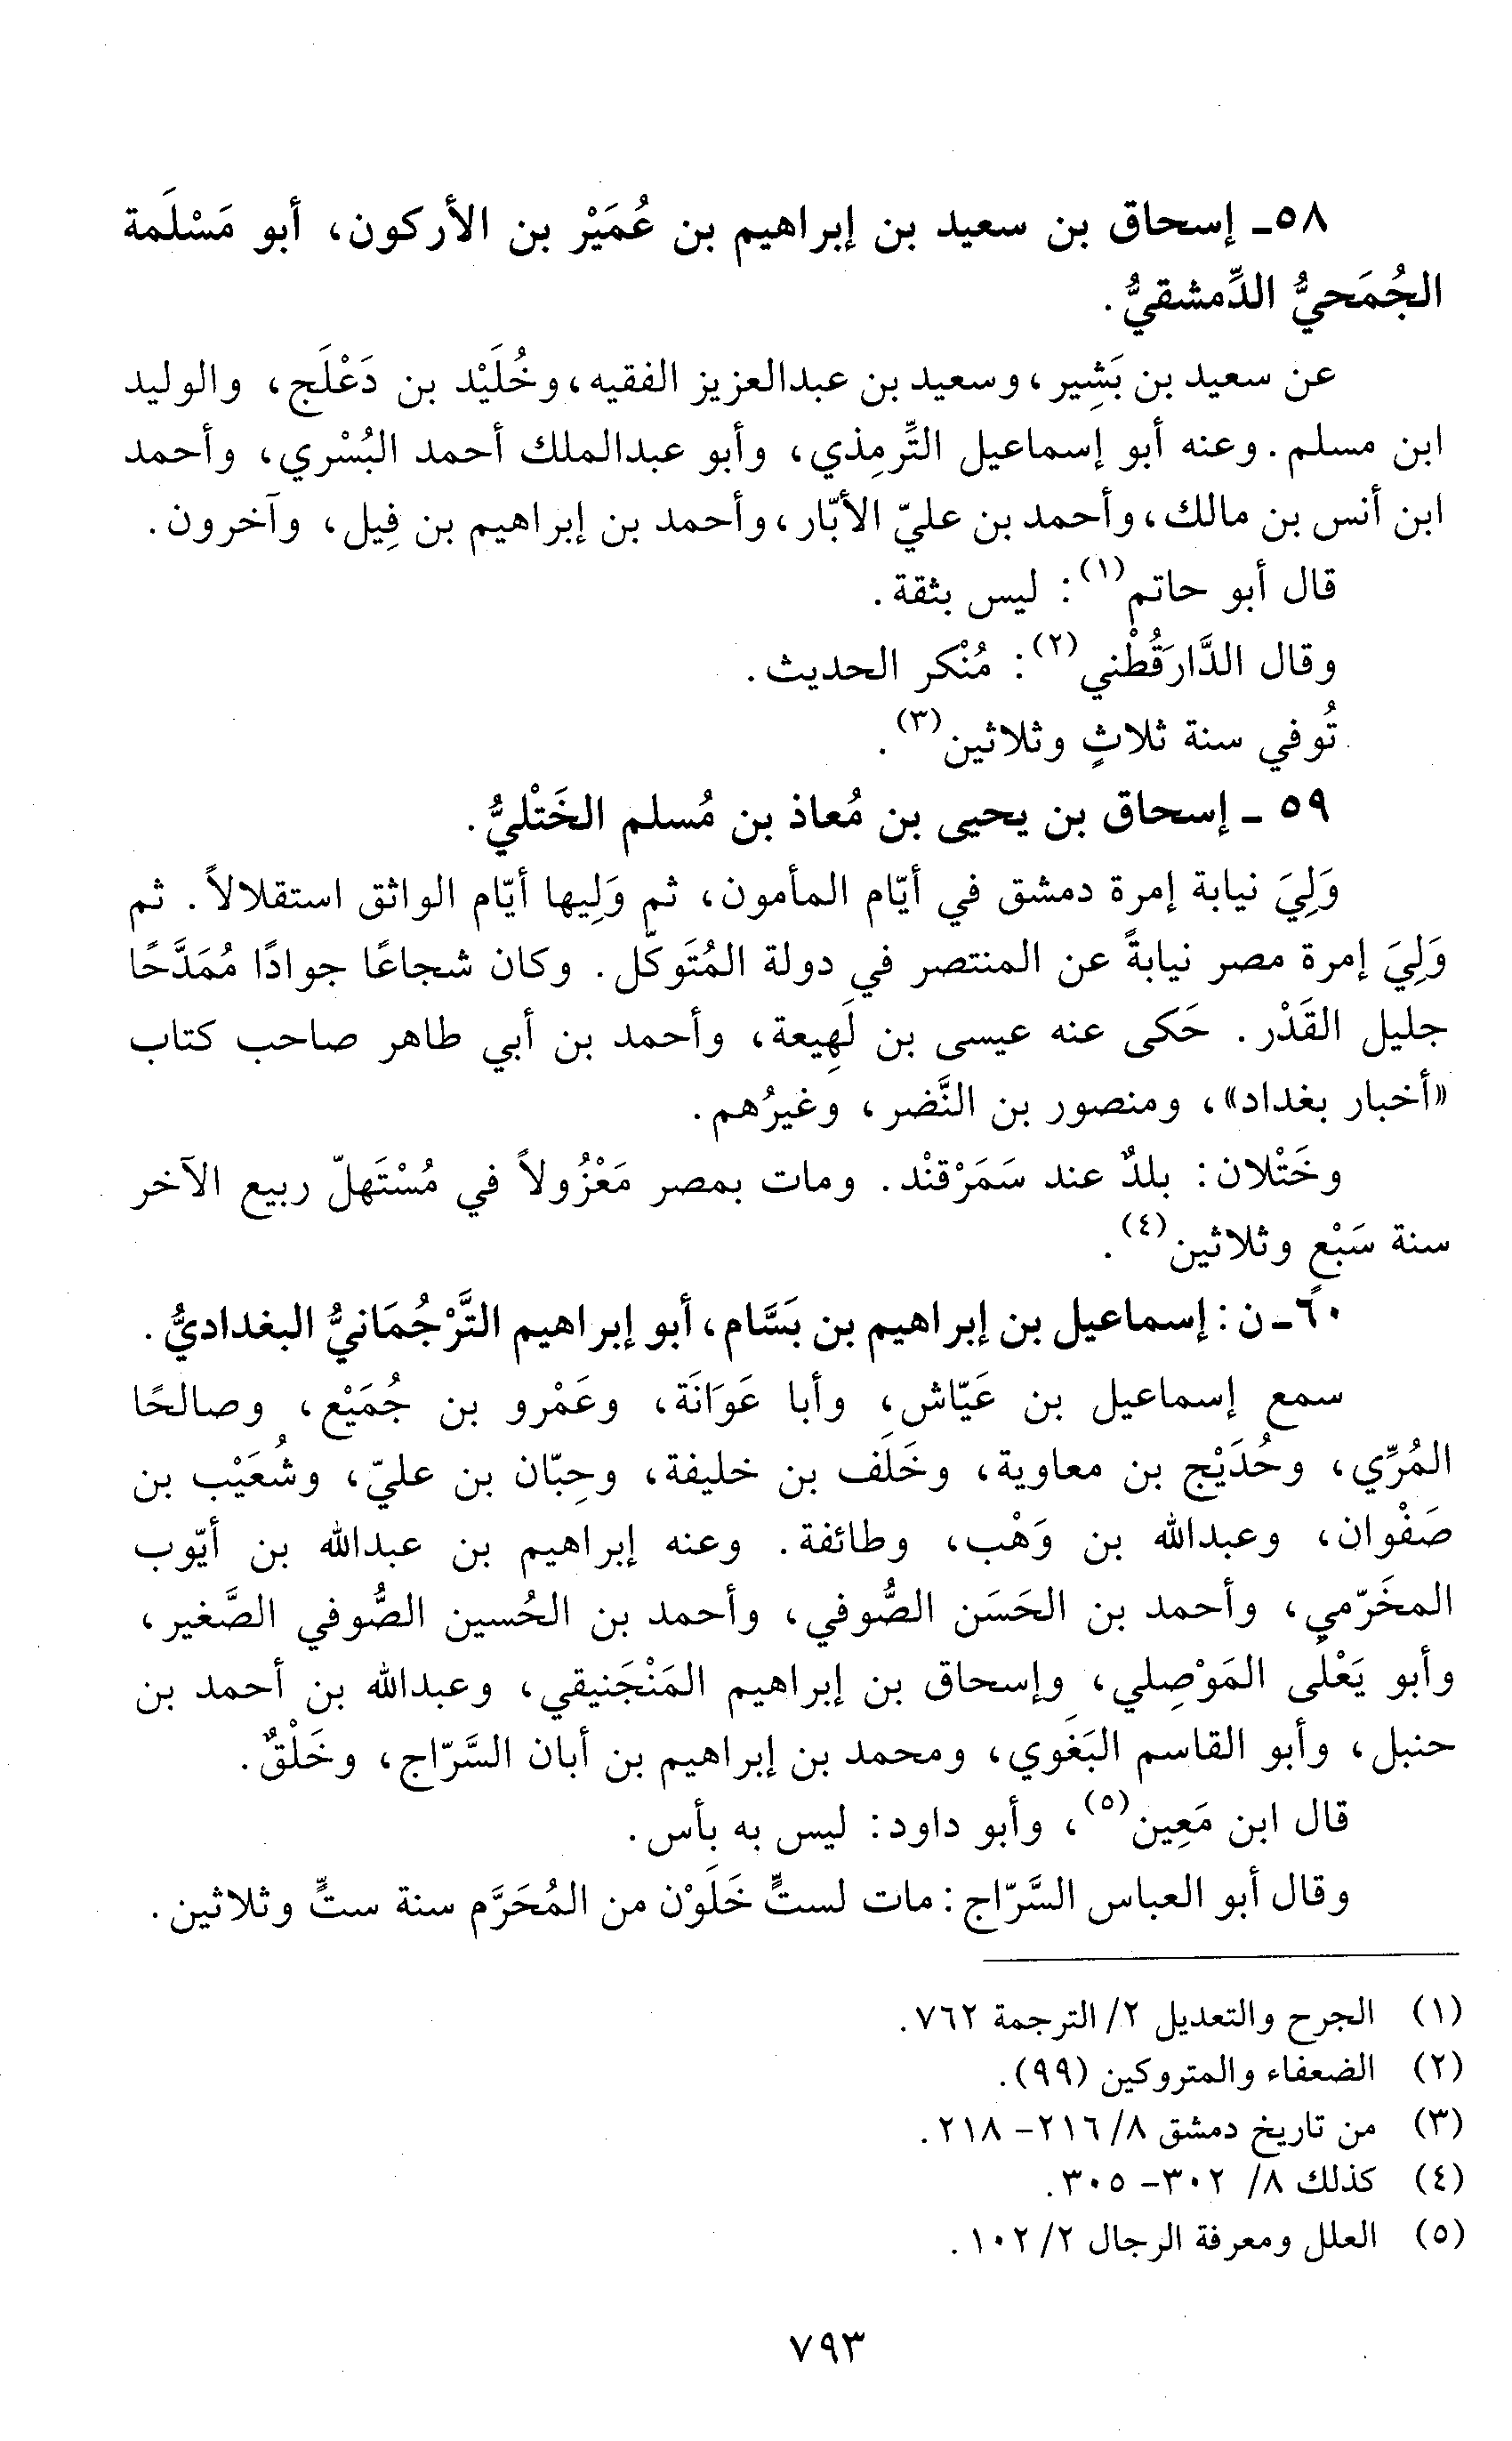 ٥٨ـ إسحاق بن سعيد بن إبراهيم بن عُمَيْر بن الأركون، أبو مَسْلَمة
الجُمَحيُّ الدِّمشقيُّ.
عن سعيد بن بَشِير، وسعيد بن عبدالعزيز الفقيه، وخُلَيْد بن دَعْلَج، والوليد
ابن مسلم. وعنه أبو إسماعيل التِّرمِذي، وأبو عبدالملك أحمد البُسْري، وأحمد
ابن أنس بن مالك، وأحمد بن عليّ الأبّار، وأحمد بن إبراهيم بن فِيل، وآخرون.
قال أبو حاتم(١): ليس بثقة.
وقال الدَّارَقُطْني(٢): مُنْكر الحديث.
تُوفي سنة ثلاثٍ وثلاثين(٣).
٥٩ ـ إسحاق بن يحيى بن مُعاذ بن مُسلم الخَتْليُّ.
وَلِيَ نيابة إمرة دمشق في أيّام المأمون، ثم وَلِيها أيّام الواثق استقلالاً. ثم
وَلِيَ إمرة مصر نيابةً عن المنتصر في دولة المُتَوكّل. وكان شجاعًا جوادًا مُمَدَّحًا
جليل القَدْر. حَكى عنه عيسى بن لَهِيعة، وأحمد بن أبي طاهر صاحب كتاب
«أخبار بغداد»، ومنصور بن النَّضر، وغيرُهم.
وخَتْلان: بلدٌ عند سَمَرْقنْد. ومات بمصر مَعْزُولاً في مُسْتَهلّ ربيع الآخر
سنة سَبْعٍ وثلاثين(٤).
٦٠ـ ن: إسماعيل بن إبراهيم بن بَسَّام، أبو إبراهيم التَّرْجُمَانيُّ البغداديُّ.
سمع إسماعيل بن عَيّاش، وأبا عَوَانَة، وعَمْرو بن جُمَيْع، وصالحًا
المُرِّي، وحُدَيْج بن معاوية، وخَلَف بن خليفة، وحِبّان بن عليّ، وشُعَيْب بن
صَفْوان، وعبدالله بن وَهْب، وطائفة. وعنه إبراهيم بن عبدالله بن أيّوب
المخَرّمي، وأحمد بن الحَسَن الصُّوفي، وأحمد بن الحُسين الصُّوفي الصَّغير،
وأبو يَعْلَى المَوْصِلي، وإسحاق بن إبراهيم المَنْجَنيقي، وعبدالله بن أحمد بن
حنبل، وأبو القاسم البَغَوي، ومحمد بن إبراهيم بن أبان السَّرّاج، وخَلْقٌ.
قال ابن مَعِين(٥)، وأبو داود: ليس به بأس.
وقال أبو العباس السَّرّاج: مات لستٍّ خَلَوْن من المُحَرَّم سنة ستٍّ وثلاثين.
(١) الجرح والتعديل ٢/ الترجمة ٧٦٢.
(٢) الضعفاء والمتروكين (٩٩).
(٣) من تاريخ دمشق ٨/ ٢١٦- ٢١٨.
(٤) كذلك ٨/ ٣٠٢- ٣٠٥.
(٥) العلل ومعرفة الرجال ٢/ ١٠٢.
٧٩٣